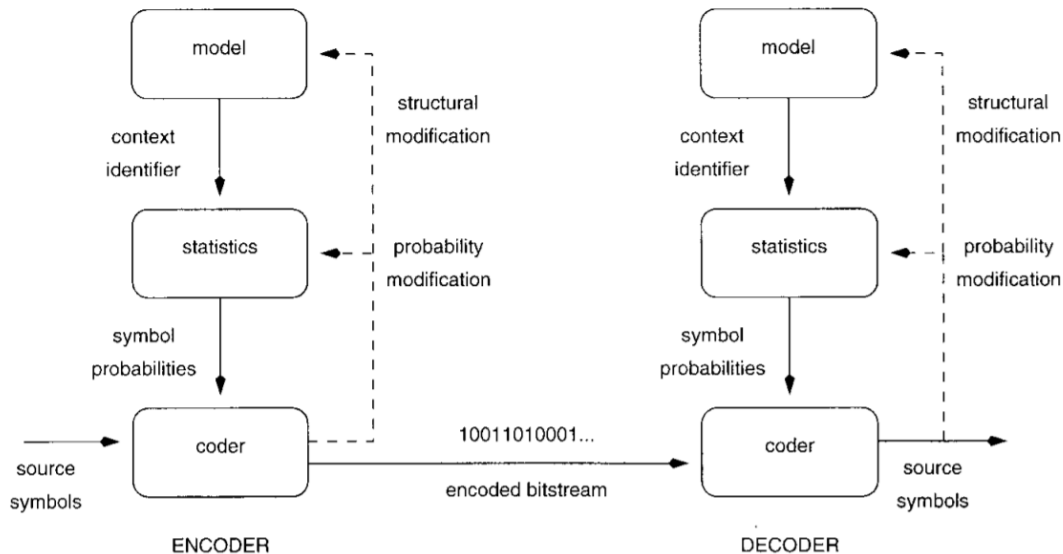 model
structural
modification
context
identifier
statistics
probability
modification
symbol
probabilities
coder
source
symbols
ENCODER
10011010001...
encoded bitstream
model
structural
modification
context
identifier
statistics
probability
modification
symbol
probabilities
coder
source
symbols
DECODER